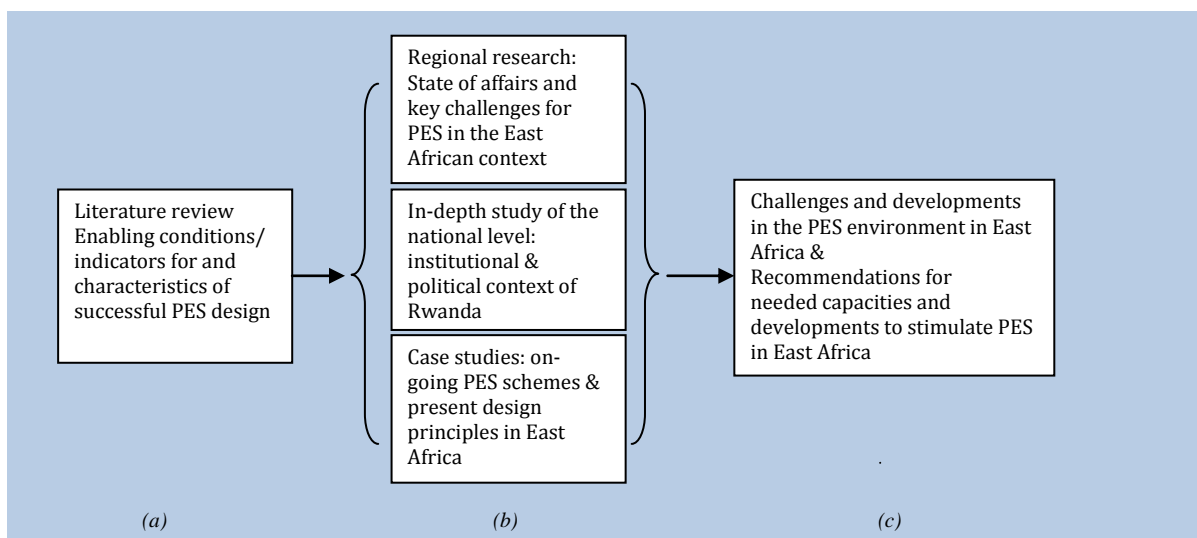 Literature review
Enabling conditions/
indicators for and
characteristics of
successful PES design
Regional research:
State of affairs and
key challenges for
PES in the East
African context
In-depth study of the
national level:
institutional &
political context of
Rwanda
Case studies: on-
going PES schemes &
present design
principles in East
Africa
Challenges and developments
in the PES environment in East
Africa &
Recommendations for
needed capacities and
developments to stimulate PES
in East Africa
.
(a)
(b)
(c)